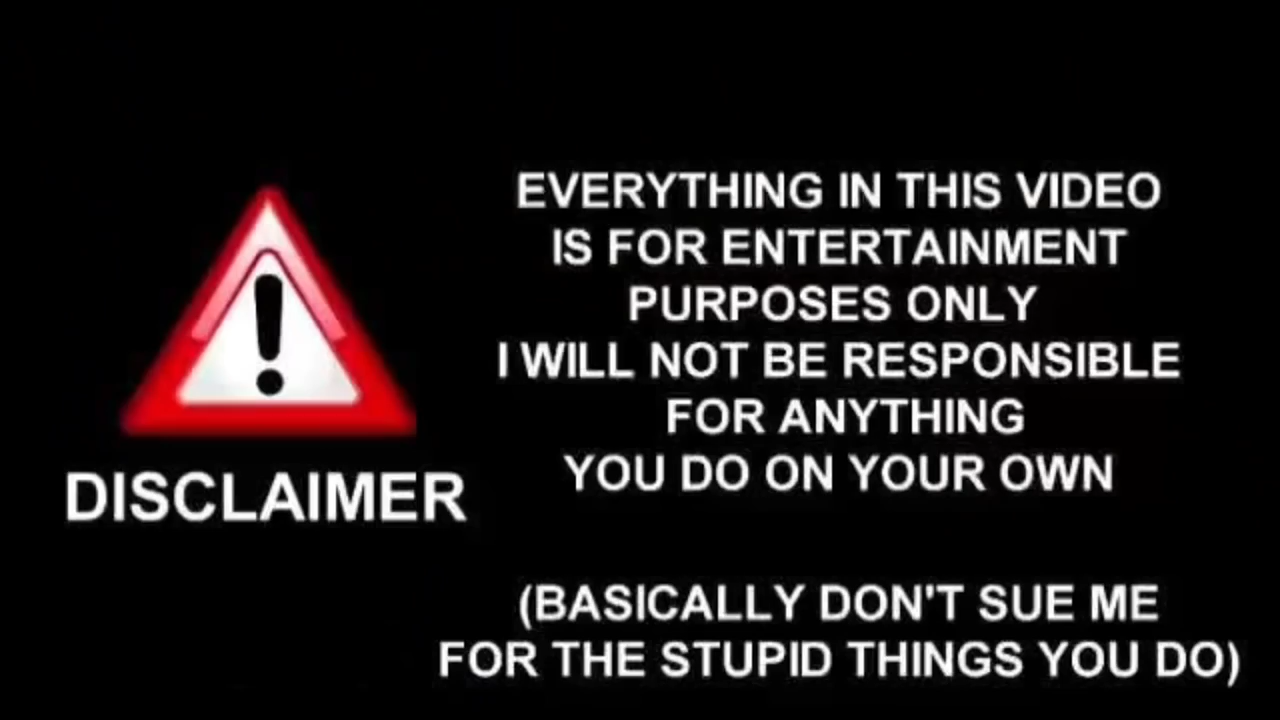 EVERYTHING IN THIS VIDEO
IS FOR ENTERTAINMENT
PURPOSES ONLY
I WILL NOT BE RESPONSIBLE
FOR ANYTHING
YOU DO ON YOUR OWN
DISCLAIMER
(BASICALLY DON'T SUE ME
FOR THE STUPID THINGS YOU DO)